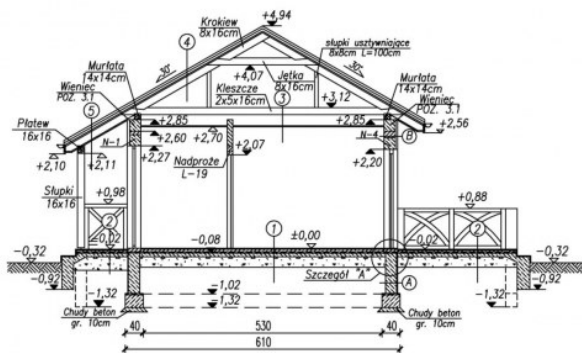 +4,94
Krokiew
8x16cm
słupki usztywniające
8x8cm L=100cm
4
30°
30°
Murłata
14x14cm
+4,07
Jętka
8x16cm
Kleszcze
2x5x16cm
3
+3,12
Murłata
14x14cm
Wieniec
POZ. 3.1
Wieniec
POZ. 3.1
5
+2,85
+2,85
+2,56
Płatew
16x16
+2,60
+2,70
N-1
N-4
B
+2,27
+2,07
+2,20
+2,10
+2,11
Nadproże
L-19
Słupki
16x16
+0,98
+0,88
2
±0,02
-0,08
1
±0,00
-0,02
2
-0,32
-0,32
Szczegół "A"
A
-0,92
-0,92
-1,02
-1,32
-1,32
-1,32
Chudy beton
gr. 10cm
Chudy beton
gr. 10cm
40
530
40
610